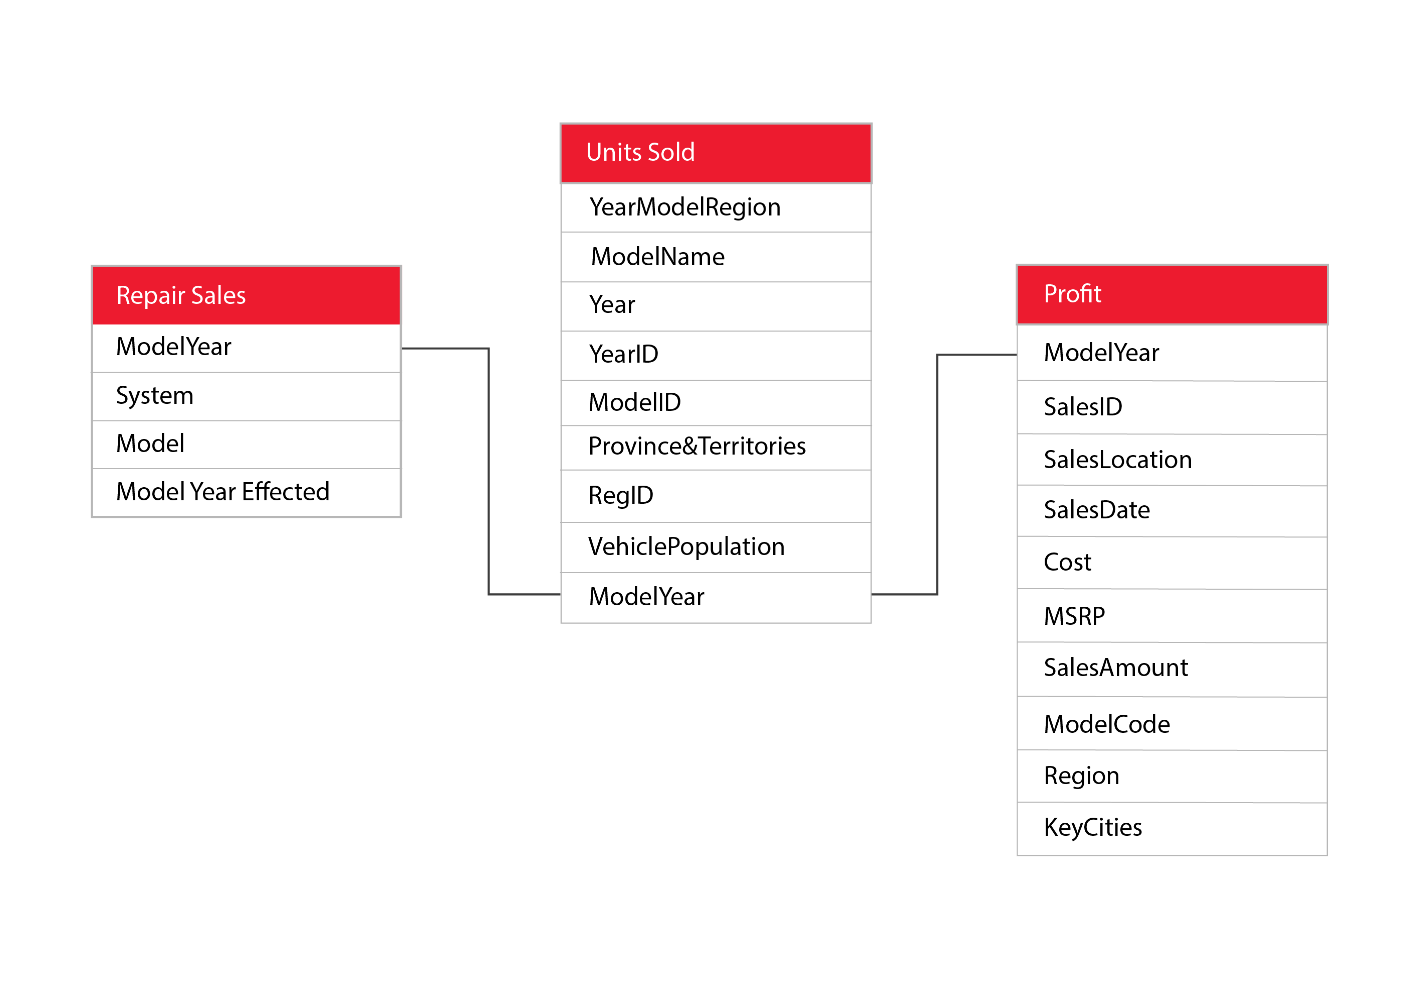 Repair Sales
ModelYear
System
Model
Model Year Effected
Units Sold
YearModelRegion
ModelName
Year
YearID
ModelID
Province&Territories
RegID
VehiclePopulation
ModelYear
Profit
ModelYear
SalesID
SalesLocation
SalesDate
Cost
MSRP
SalesAmount
ModelCode
Region
KeyCities